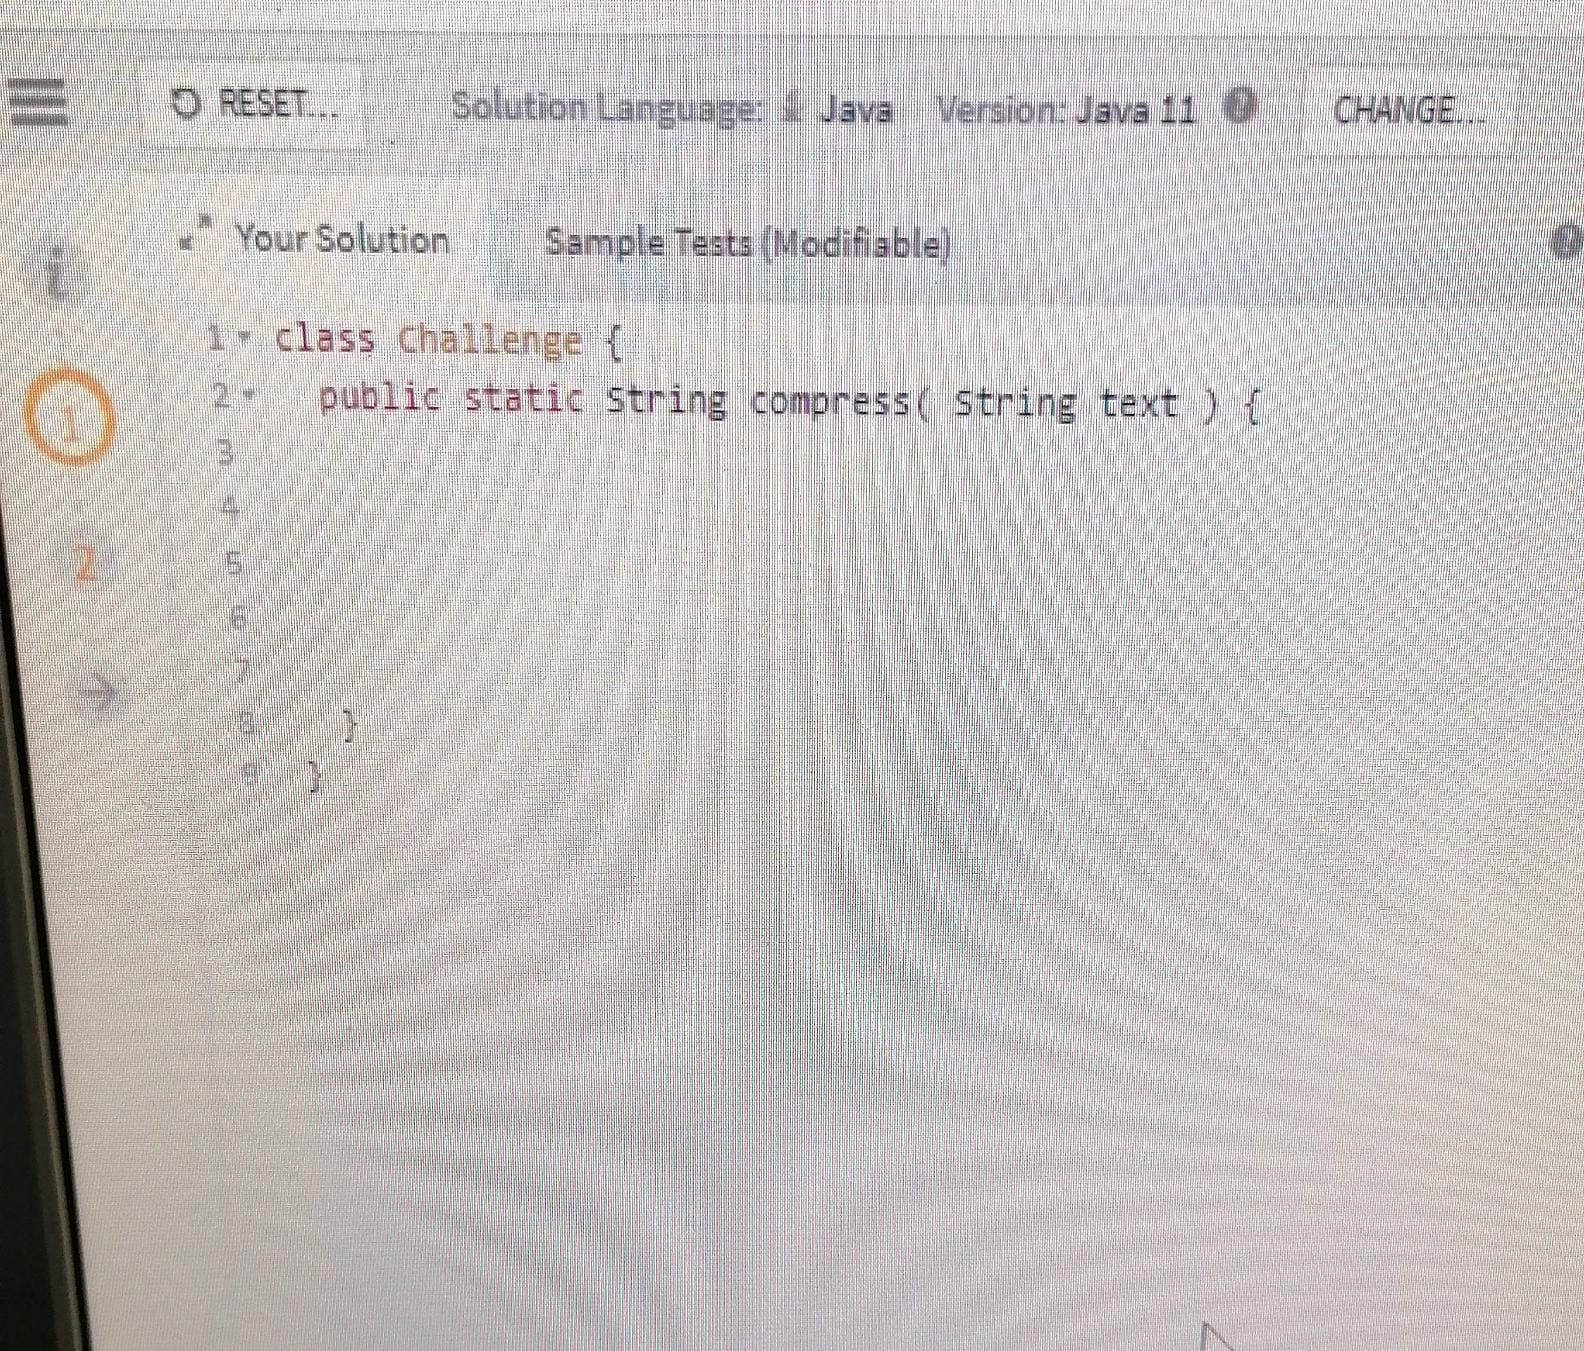 RESET...
Solution Language: Java Version: Java 11 CHANGE...
Your Solution
Sample Tests (Modifiable)
1 class Challenge {
2 public static String compress( String text ) {
3
4
5
6
7
8 }
9 }
i
1
2